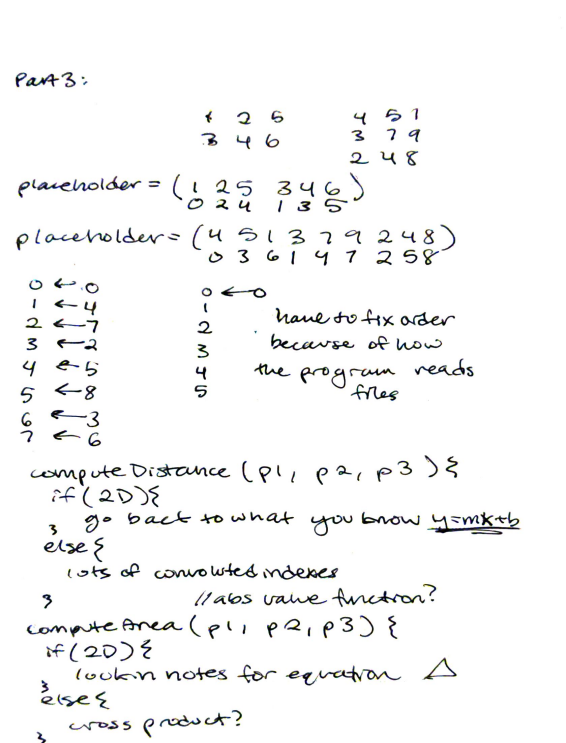 Part 3:
1 2 5 4 5 1
3 4 6 3 7 9
2 4 8
placeholder = (1 2 5 3 4 6)
0 2 4 1 3 5
placeholder = (4 5 1 3 7 9 2 4 8)
0 3 6 1 4 7 2 5 8
0 ← 0 0 ← 0
1 ← 4 1 have to fix order
2 ← 7 2 because of how
3 ← 2 3 the program reads
4 ← 5 4 files
5 ← 8 5
6 ← 3
7 ← 6
computeDistance (p1, p2, p3) {
if (2D) {
go back to what you know y=mx+b
}
else {
lots of convoluted indexes
} //abs value function?
computeArea (p1, p2, p3) {
if (2D) {
look in notes for equation △
}
else {
cross product?
}